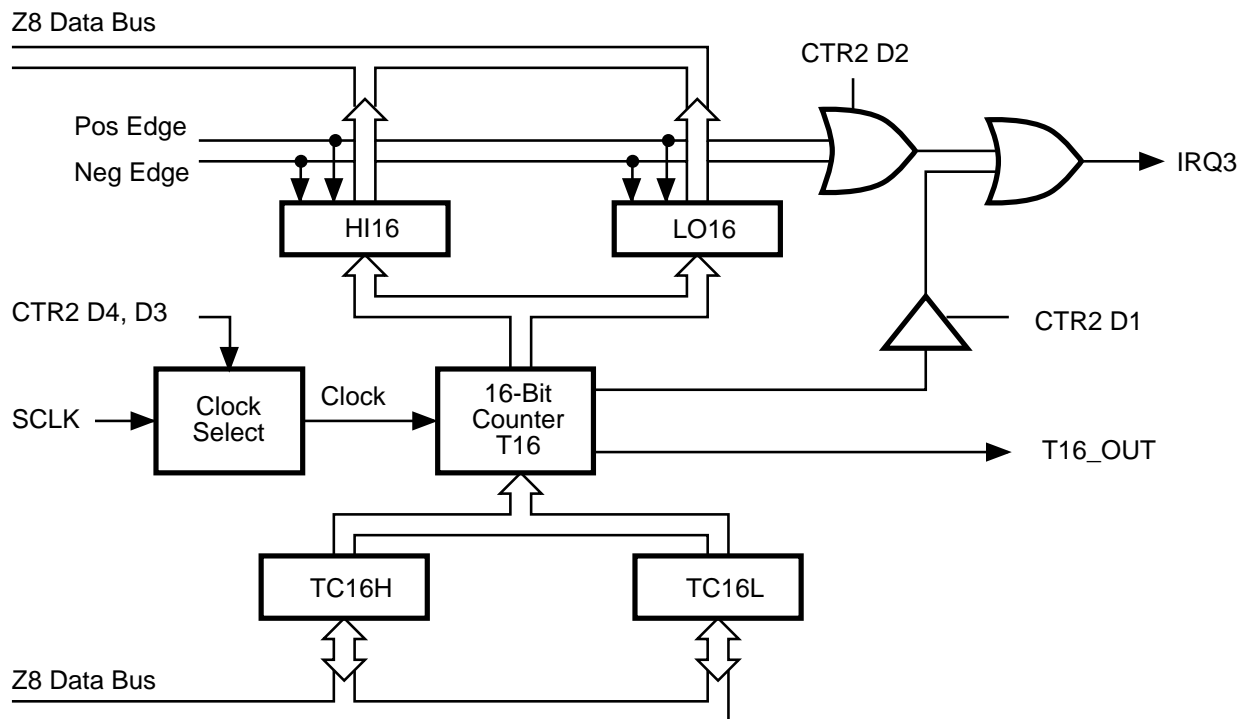 Z8 Data Bus
CTR2 D2
Pos Edge
Neg Edge
IRQ3
HI16
LO16
CTR2 D4, D3
CTR2 D1
SCLK
Clock
Select
Clock
16-Bit
Counter
T16
T16_OUT
TC16H
TC16L
Z8 Data Bus